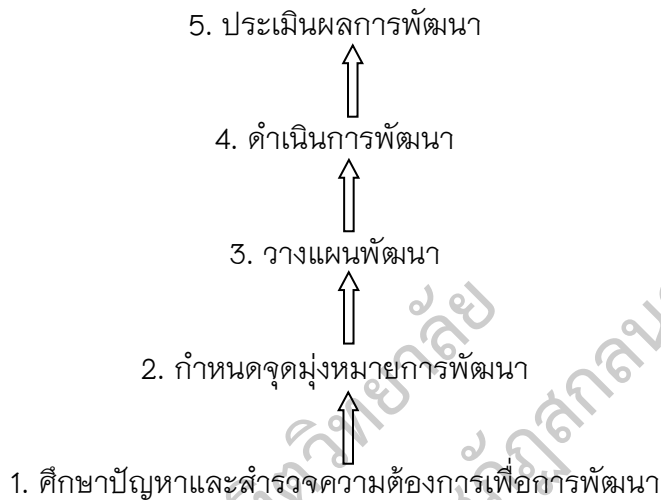 5. ประเมินผลการพัฒนา
4. ดำเนินการพัฒนา
3. วางแผนพัฒนา
2. กำหนดจุดมุ่งหมายการพัฒนา
1. ศึกษาปัญหาและสำรวจความต้องการเพื่อการพัฒนา